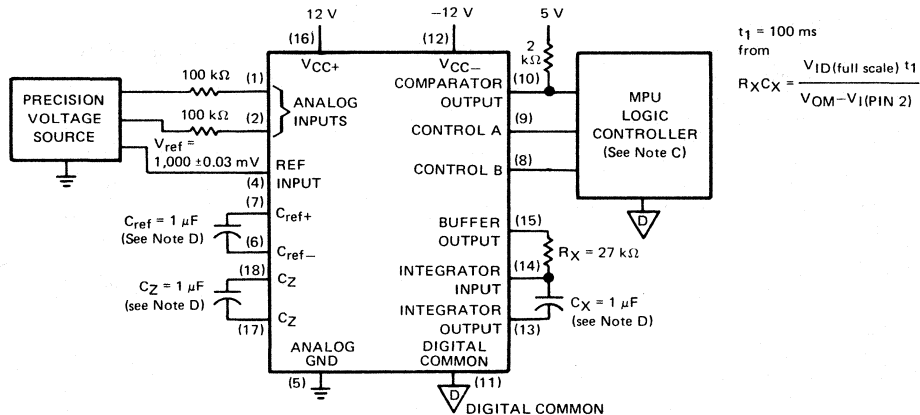 12 V
−12 V
5 V
(16)
(12)
2
kΩ
t1 = 100 ms
from
RXCX = VID(full scale) t1
VOM−VI(PIN 2)
VCC+
VCC−
COMPARATOR
OUTPUT
(10)
100 kΩ
(1)
PRECISION
VOLTAGE
SOURCE
100 kΩ
(2)
ANALOG
INPUTS
CONTROL A
(9)
MPU
LOGIC
CONTROLLER
(See Note C)
Vref =
1,000 ±0.03 mV
REF
INPUT
(4)
CONTROL B
(8)
D
(7)
Cref+
Cref = 1 μF
(See Note D)
(6)
Cref−
BUFFER
OUTPUT
(15)
RX = 27 kΩ
(18)
CZ
CZ = 1 μF
(see Note D)
CZ
(17)
INTEGRATOR
INPUT
(14)
INTEGRATOR
OUTPUT
(13)
CX = 1 μF
(see Note D)
ANALOG
GND
(5)
DIGITAL
COMMON
(11)
D
DIGITAL COMMON